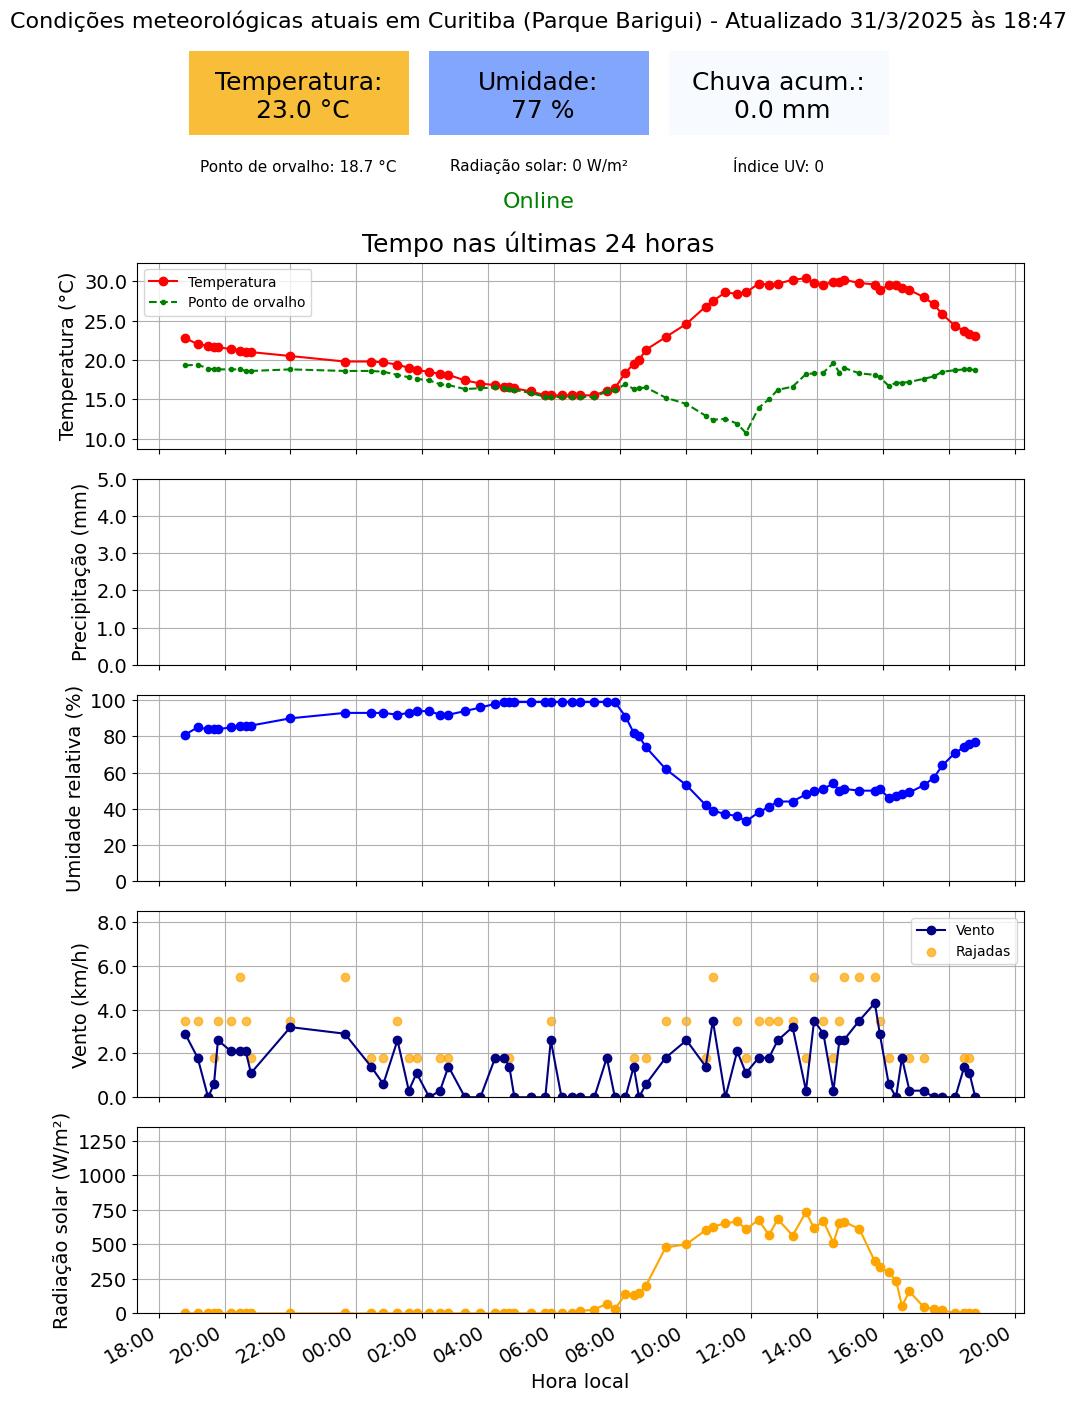 Condições meteorológicas atuais em Curitiba (Parque Barigui) - Atualizado 31/3/2025 às 18:47
Temperatura:
23.0 °C
Umidade:
77 %
Chuva acum.:
0.0 mm
Ponto de orvalho: 18.7 °C
Radiação solar: 0 W/m²
Índice UV: 0
Online
Tempo nas últimas 24 horas
Temperatura (°C)
30.0
25.0
20.0
15.0
10.0
Temperatura
Ponto de orvalho
Precipitação (mm)
5.0
4.0
3.0
2.0
1.0
0.0
Umidade relativa (%)
100
80
60
40
20
0
Vento (km/h)
8.0
6.0
4.0
2.0
0.0
Vento
Rajadas
Radiação solar (W/m²)
1250
1000
750
500
250
0
18:00 20:00 22:00 00:00 02:00 04:00 06:00 08:00 10:00 12:00 14:00 16:00 18:00 20:00
Hora local